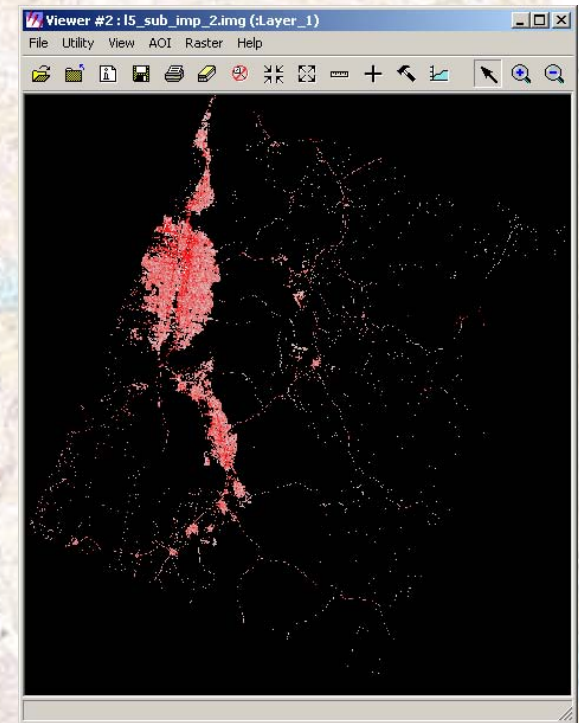 Viewer #2 : l5_sub_imp_2.img (:Layer_1)
File Utility View AOI Raster Help